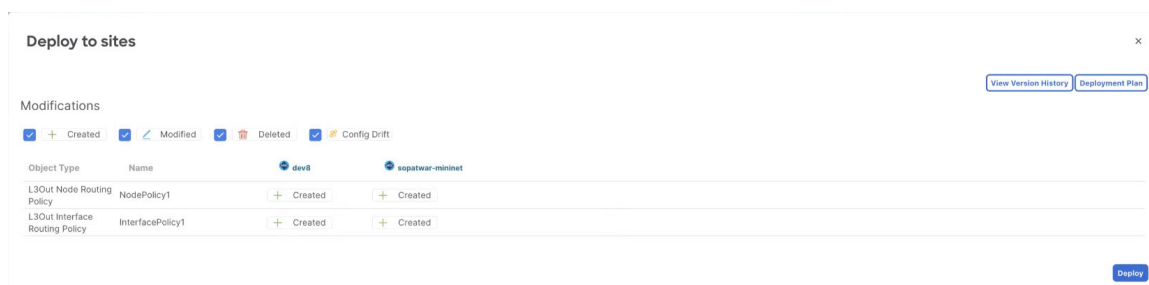 Deploy to sites
View Version History Deployment Plan
Modifications
Created Modified Deleted Config Drift
Object Type Name dev8 sopatwar-mininet
L3Out Node Routing
Policy NodePolicy1 Created Created
L3Out Interface
Routing Policy InterfacePolicy1 Created Created
Deploy